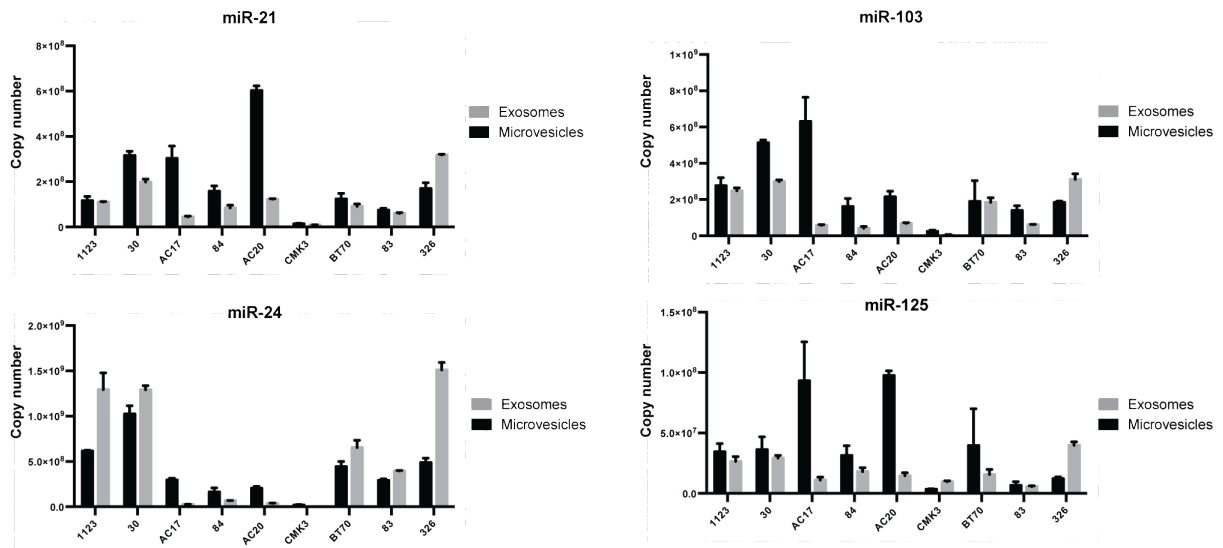 miR-21
Copy number
8×10⁸
6×10⁸
4×10⁸
2×10⁸
0
1123 30 AC17 84 AC20 CMK3 BT70 83 326
Exosomes
Microvesicles
miR-103
Copy number
1×10⁹
8×10⁸
6×10⁸
4×10⁸
2×10⁸
0
1123 30 AC17 84 AC20 CMK3 BT70 83 326
Exosomes
Microvesicles
miR-24
Copy number
2.0×10⁹
1.5×10⁹
1.0×10⁹
5.0×10⁸
0.0
1123 30 AC17 84 AC20 CMK3 BT70 83 326
Exosomes
Microvesicles
miR-125
Copy number
1.5×10⁸
1.0×10⁸
5.0×10⁷
0.0
1123 30 AC17 84 AC20 CMK3 BT70 83 326
Exosomes
Microvesicles